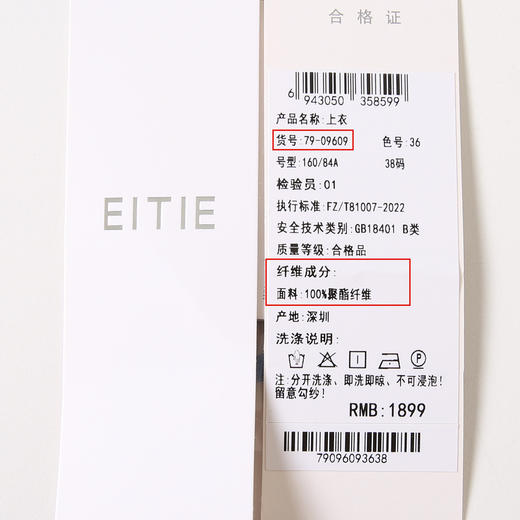 EITIE
合格证
6 943050 358599
产品名称:上衣
货号:79-09609 色号:36
号型:160/84A 38码
检验员:01
执行标准:FZ/T81007-2022
安全技术类别:GB18401 B类
质量等级:合格品
纤维成分:
面料:100%聚酯纤维
产地:深圳
洗涤说明:
注:分开洗涤、即洗即晾、不可浸泡!
留意勾纱!
RMB:1899
79096093638